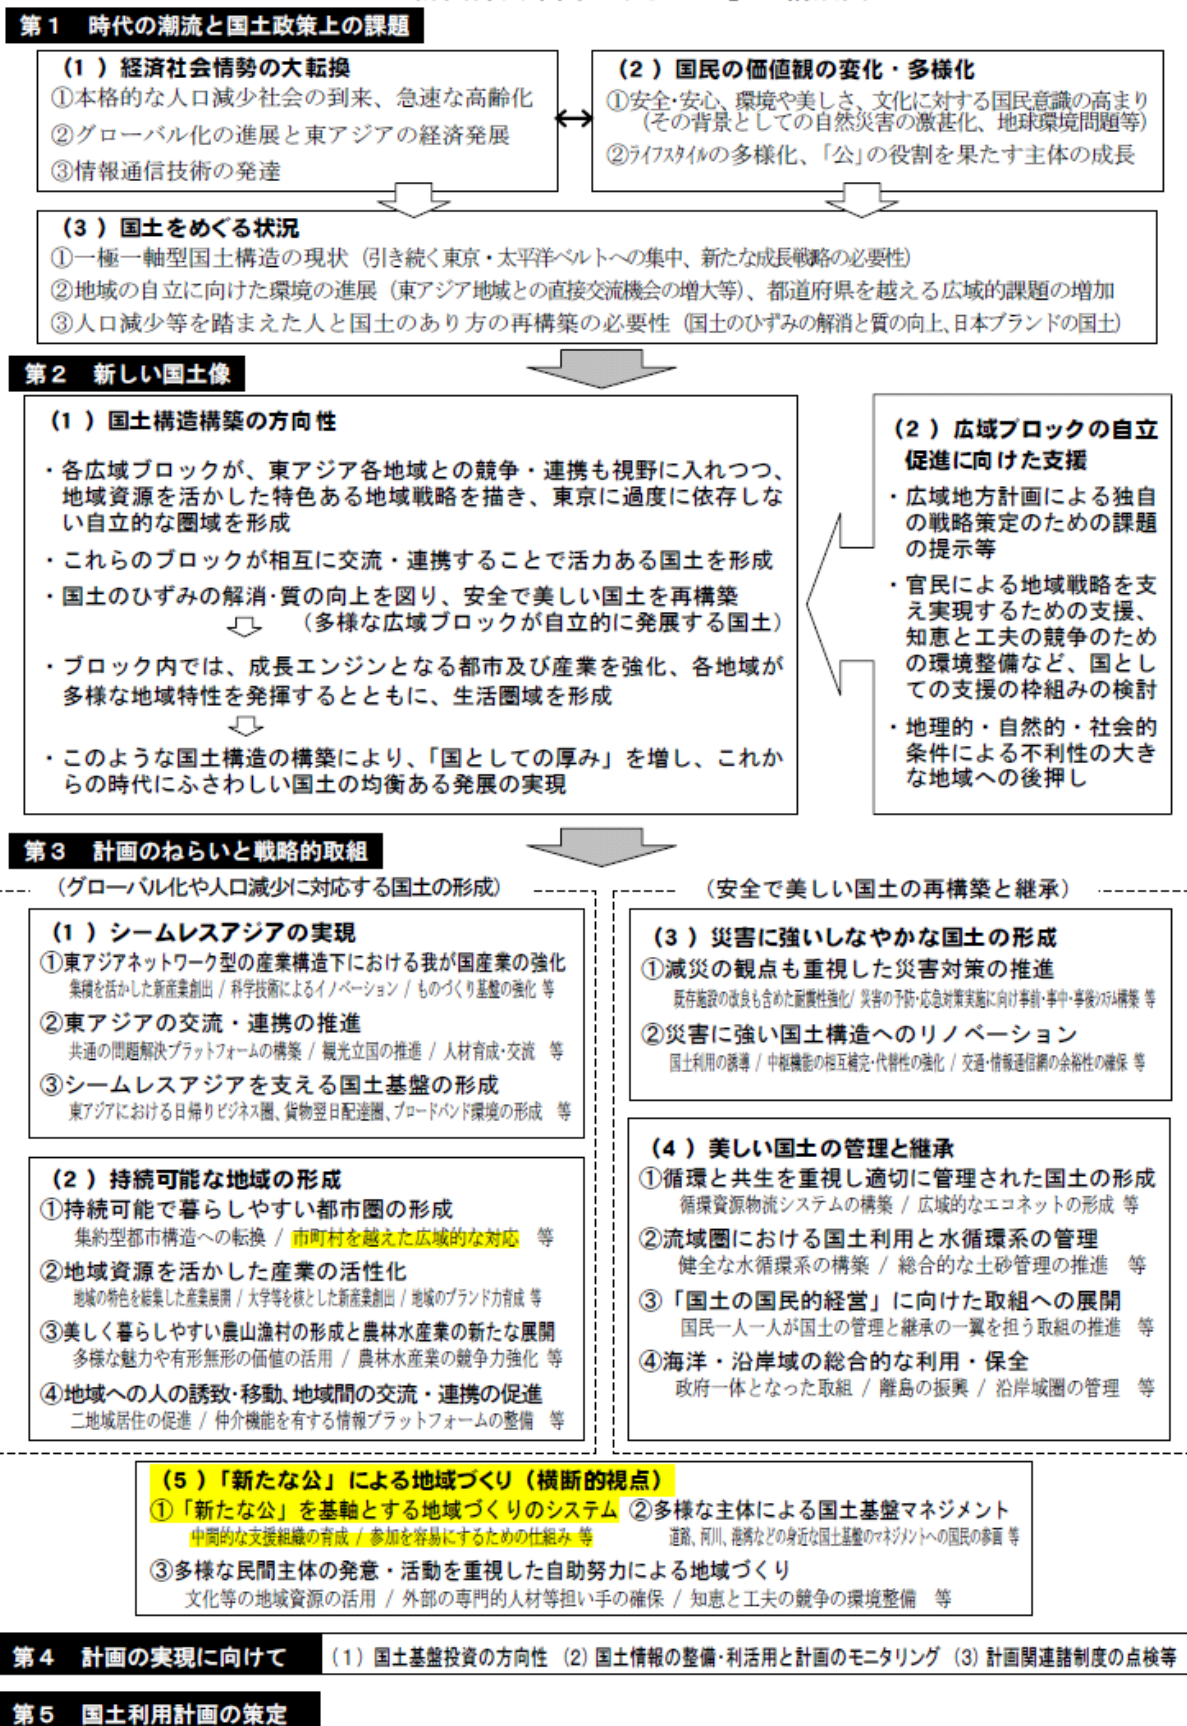 第1　時代の潮流と国土政策上の課題
(1)経済社会情勢の大転換
①本格的な人口減少社会の到来、急速な高齢化
②グローバル化の進展と東アジアの経済発展
③情報通信技術の発達
(2)国民の価値観の変化・多様化
①安全・安心、環境や美しさ、文化に対する国民意識の高まり
(その背景としての自然災害の激甚化、地球環境問題等)
②ﾗｲﾌｽﾀｲﾙの多様化、「公」の役割を果たす主体の成長
(3)国土をめぐる状況
①一極一軸型国土構造の現状(引き続く東京・太平洋ベルトへの集中、新たな成長戦略の必要性)
②地域の自立に向けた環境の進展(東アジア地域との直接交流機会の増大等)、都道府県を越える広域的課題の増加
③人口減少等を踏まえた人と国土のあり方の再構築の必要性(国土のひずみの解消と質の向上、日本ブランドの国土)
第2　新しい国土像
(1)国土構造構築の方向性
・各広域ブロックが、東アジア各地域との競争・連携も視野に入れつつ、
地域資源を活かした特色ある地域戦略を描き、東京に過度に依存しな
い自立的な圏域を形成
・これらのブロックが相互に交流・連携することで活力ある国土を形成
・国土のひずみの解消・質の向上を図り、安全で美しい国土を再構築
(多様な広域ブロックが自立的に発展する国土)
・ブロック内では、成長エンジンとなる都市及び産業を強化、各地域が
多様な地域特性を発揮するとともに、生活圏域を形成
・このような国土構造の構築により、「国としての厚み」を増し、これか
らの時代にふさわしい国土の均衡ある発展の実現
(2)広域ブロックの自立
促進に向けた支援
・広域地方計画による独自
の戦略策定のための課題
の提示等
・官民による地域戦略を支
え実現するための支援、
知恵と工夫の競争のため
の環境整備など、国とし
ての支援の枠組みの検討
・地理的・自然的・社会的
条件による不利性の大き
な地域への後押し
第3　計画のねらいと戦略的取組
(グローバル化や人口減少に対応する国土の形成)
(1)シームレスアジアの実現
①東アジアネットワーク型の産業構造下における我が国産業の強化
集積を活かした新産業創出 / 科学技術によるイノベーション / ものづくり基盤の強化 等
②東アジアの交流・連携の推進
共通の問題解決プラットフォームの構築 / 観光立国の推進 / 人材育成・交流　等
③シームレスアジアを支える国土基盤の形成
東アジアにおける日帰りビジネス圏、貨物翌日配達圏、ブロードバンド環境の形成　等
(2)持続可能な地域の形成
①持続可能で暮らしやすい都市圏の形成
集約型都市構造への転換 / 市町村を越えた広域的な対応　等
②地域資源を活かした産業の活性化
地域の特色を結集した産業展開 / 大学等を核とした新産業創出 / 地域のブランド力育成 等
③美しく暮らしやすい農山漁村の形成と農林水産業の新たな展開
多様な魅力や有形無形の価値の活用 / 農林水産業の競争力強化 等
④地域への人の誘致・移動、地域間の交流・連携の促進
二地域居住の促進 / 仲介機能を有する情報プラットフォームの整備　等
(安全で美しい国土の再構築と継承)
(3)災害に強いしなやかな国土の形成
①減災の観点も重視した災害対策の推進
既存施設の改良も含めた耐震性強化/ 災害の予防・応急対策実施に向け事前・事中・事後ｼｽﾃﾑ構築 等
②災害に強い国土構造へのリノベーション
国土利用の誘導 / 中枢機能の相互補完・代替性の強化 / 交通・情報通信網の余裕性の確保 等
(4)美しい国土の管理と継承
①循環と共生を重視し適切に管理された国土の形成
循環資源物流システムの構築 / 広域的なエコネットの形成 等
②流域圏における国土利用と水循環系の管理
健全な水循環系の構築 / 総合的な土砂管理の推進　等
③「国土の国民的経営」に向けた取組への展開
国民一人一人が国土の管理と継承の一翼を担う取組の推進　等
④海洋・沿岸域の総合的な利用・保全
政府一体となった取組 / 離島の振興 / 沿岸域圏の管理　等
(5)「新たな公」による地域づくり(横断的視点)
①「新たな公」を基軸とする地域づくりのシステム
中間的な支援組織の育成 / 参加を容易にするための仕組み 等
②多様な主体による国土基盤マネジメント
道路、河川、港湾などの身近な国土基盤のマネジメントへの国民の参画 等
③多様な民間主体の発意・活動を重視した自助努力による地域づくり
文化等の地域資源の活用 / 外部の専門的人材等担い手の確保 / 知恵と工夫の競争の環境整備　等
第4　計画の実現に向けて
(1)国土基盤投資の方向性 (2)国土情報の整備・利活用と計画のモニタリング (3)計画関連諸制度の点検等
第5　国土利用計画の策定